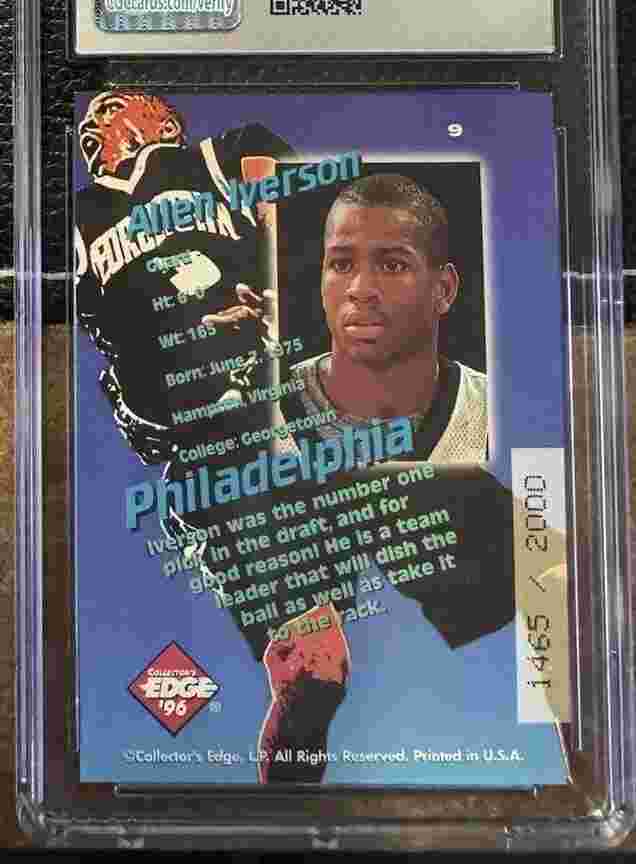 9
Allen Iverson
GEORGETOWN
Guard
Ht: 6-0
Wt: 165
Born: June 7, 1975
Hampton, Virginia
College: Georgetown
Philadelphia
Iverson was the number one
pick in the draft, and for
good reason! He is a team
leader that will dish the
ball as well as take it
to the rack.
1465 / 2000
COLLECTOR'S
EDGE
'96
®
©Collector's Edge, L.P. All Rights Reserved. Printed in U.S.A.